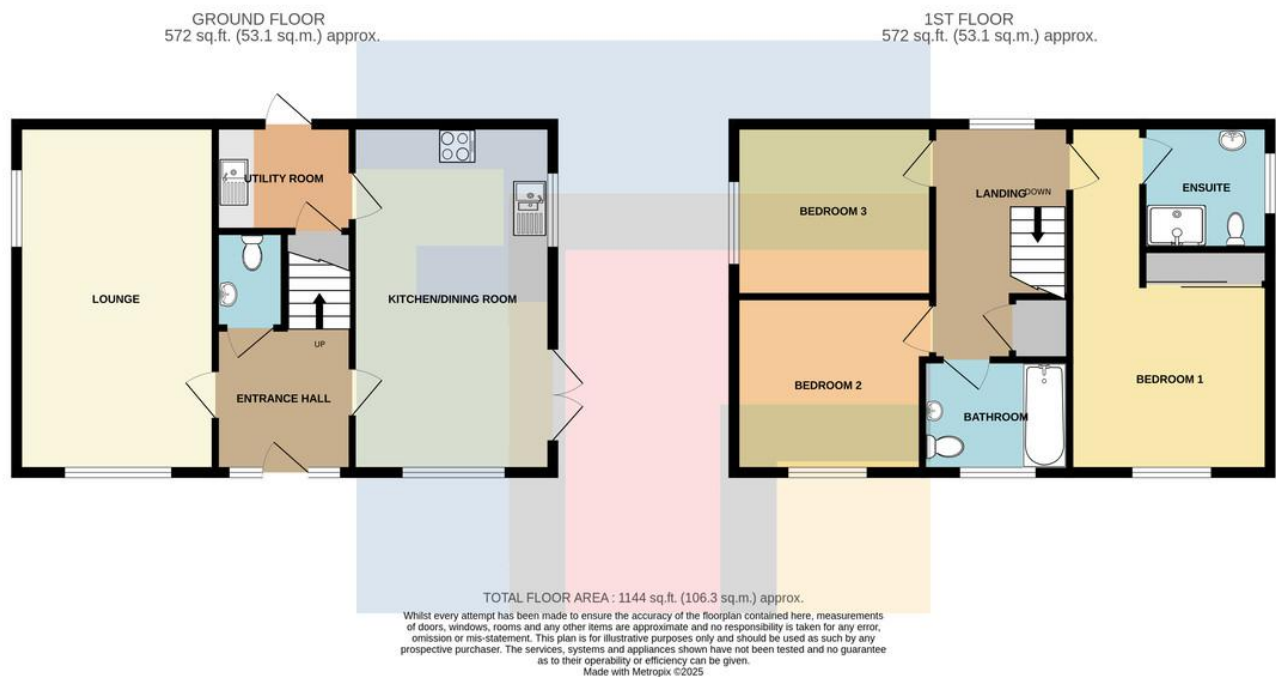 GROUND FLOOR
572 sq.ft. (53.1 sq.m.) approx.
1ST FLOOR
572 sq.ft. (53.1 sq.m.) approx.
UTILITY ROOM
LOUNGE
KITCHEN/DINING ROOM
UP
ENTRANCE HALL
LANDING
DOWN
ENSUITE
BEDROOM 3
BEDROOM 2
BEDROOM 1
BATHROOM
TOTAL FLOOR AREA : 1144 sq.ft. (106.3 sq.m.) approx.
Whilst every attempt has been made to ensure the accuracy of the floorplan contained here, measurements
of doors, windows, rooms and any other items are approximate and no responsibility is taken for any error,
omission or mis-statement. This plan is for illustrative purposes only and should be used as such by any
prospective purchaser. The services, systems and appliances shown have not been tested and no guarantee
as to their operability or efficiency can be given.
Made with Metropix ©2025